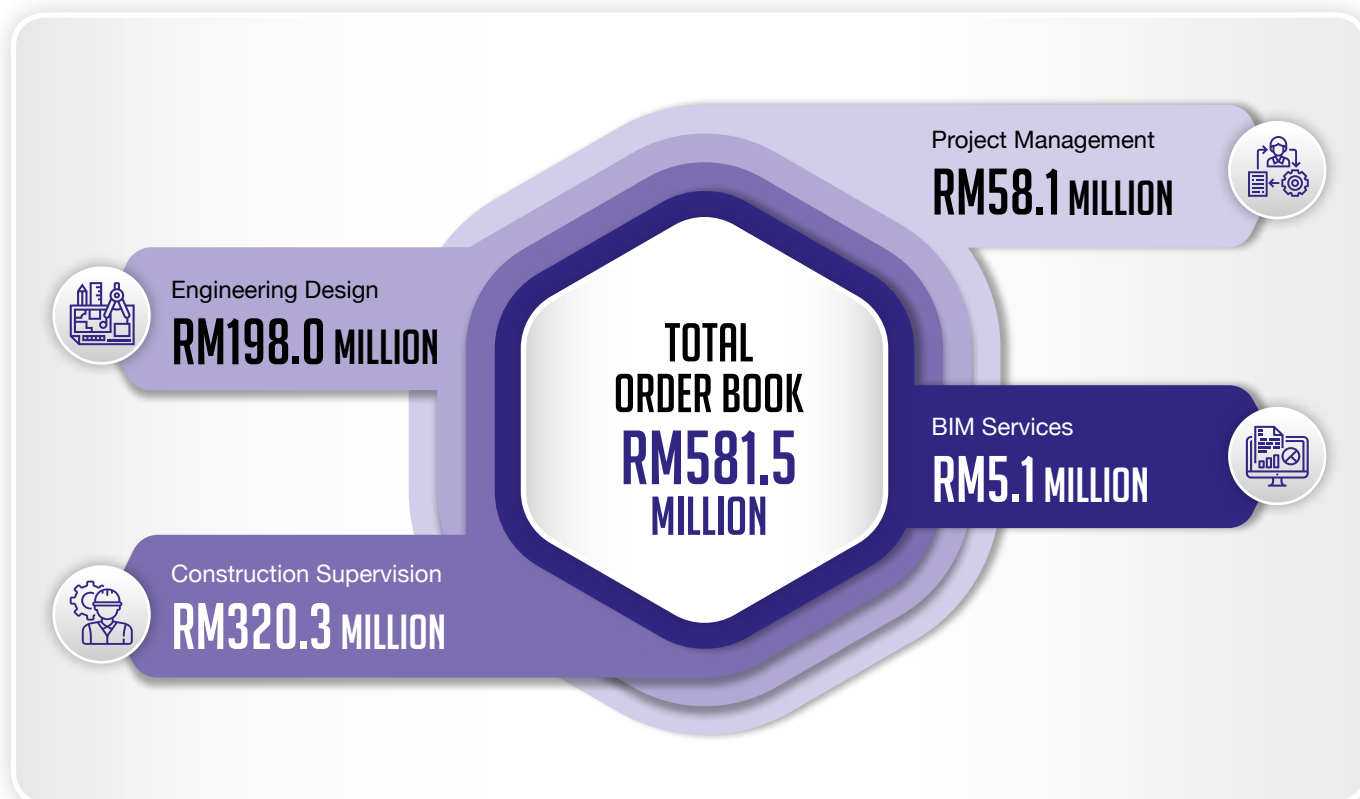 Project Management
RM58.1 MILLION
Engineering Design
RM198.0 MILLION
TOTAL
ORDER BOOK
RM581.5
MILLION
BIM Services
RM5.1 MILLION
Construction Supervision
RM320.3 MILLION